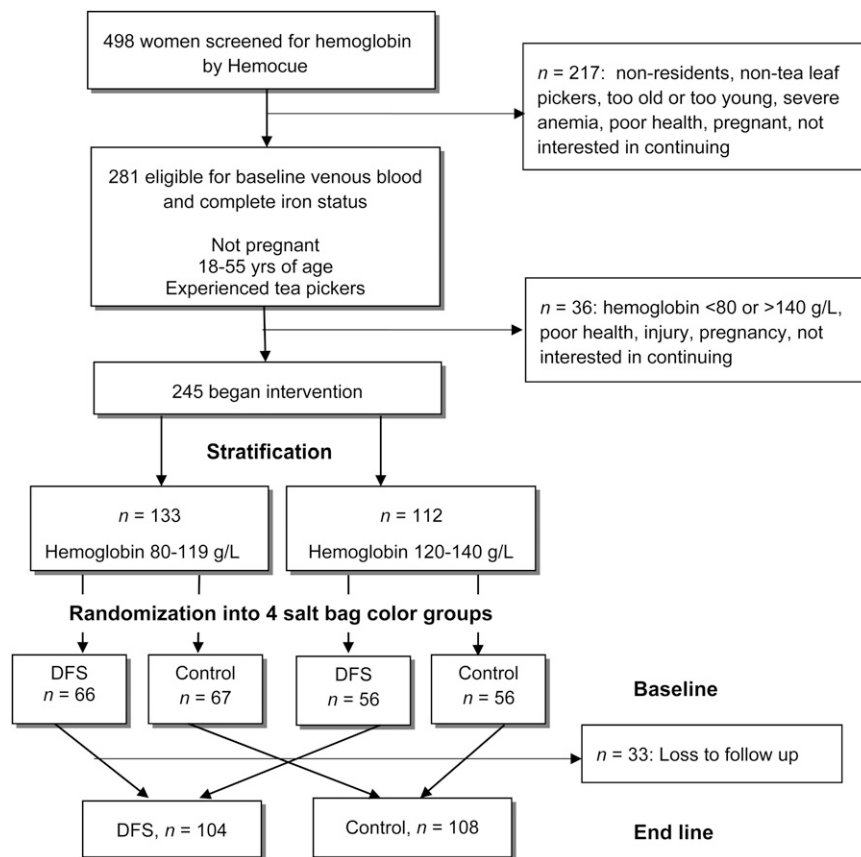 498 women screened for hemoglobin
by Hemocue
n = 217: non-residents, non-tea leaf
pickers, too old or too young, severe
anemia, poor health, pregnant, not
interested in continuing
281 eligible for baseline venous blood
and complete iron status
Not pregnant
18-55 yrs of age
Experienced tea pickers
n = 36: hemoglobin <80 or >140 g/L,
poor health, injury, pregnancy, not
interested in continuing
245 began intervention
Stratification
n = 133
Hemoglobin 80-119 g/L
n = 112
Hemoglobin 120-140 g/L
Randomization into 4 salt bag color groups
DFS
n = 66
Control
n = 67
DFS
n = 56
Control
n = 56
Baseline
n = 33: Loss to follow up
DFS, n = 104
Control, n = 108
End line